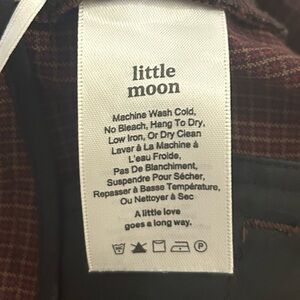 little
moon
Machine Wash Cold,
No Bleach, Hang To Dry,
Low Iron, Or Dry Clean
Laver à La Machine à
L'eau Froide,
Pas De Blanchiment,
Suspendre Pour Sécher,
Repasser à Basse Température,
Ou Nettoyer à Sec
A little love
goes a long way.